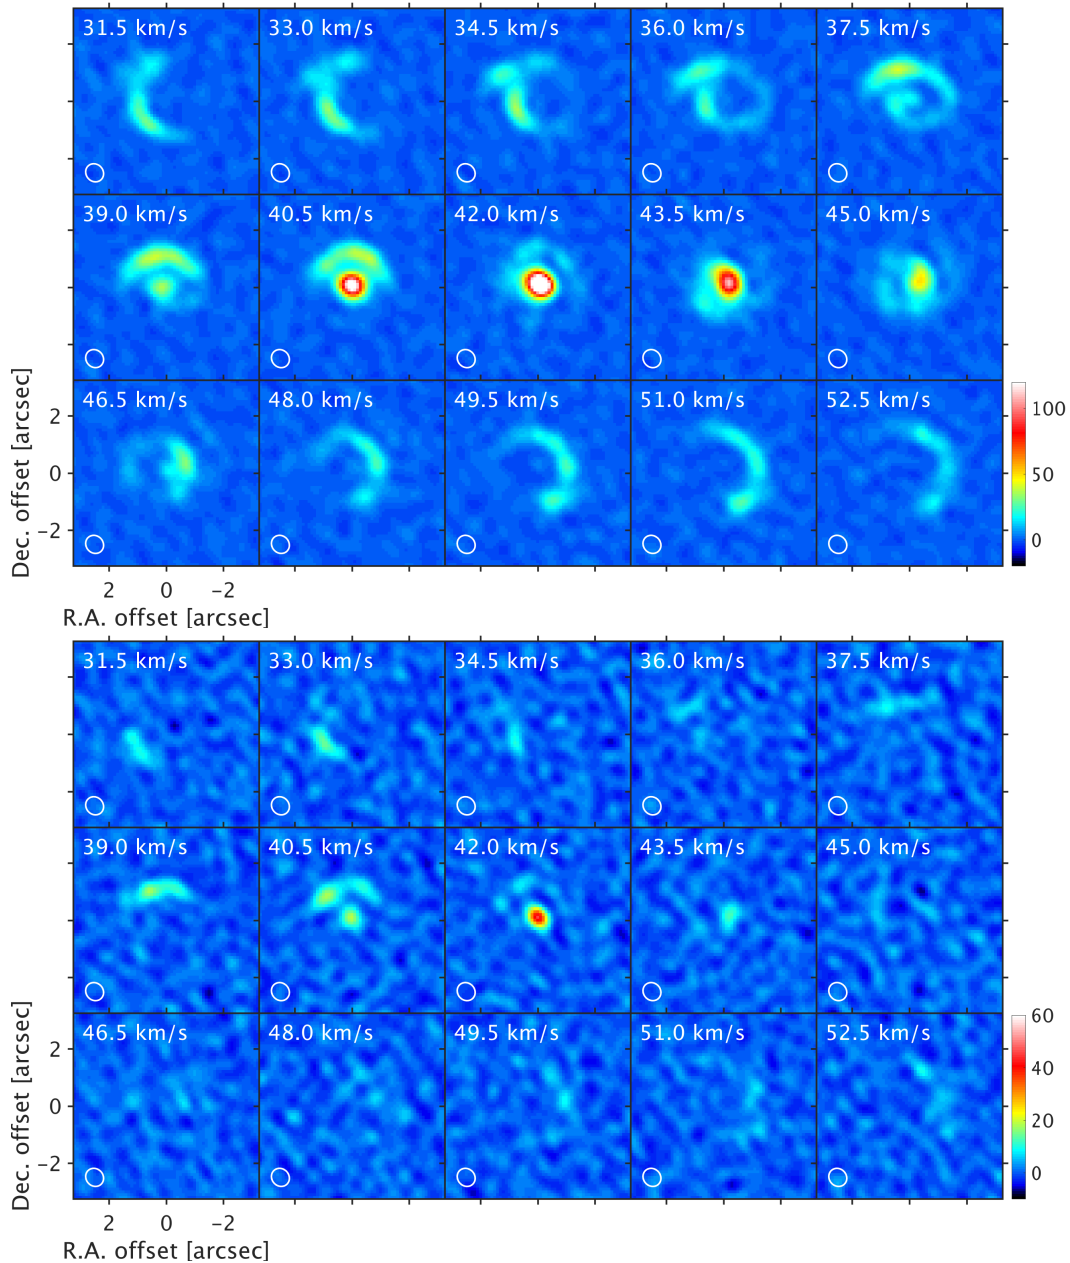 31.5 km/s 33.0 km/s 34.5 km/s 36.0 km/s 37.5 km/s
39.0 km/s 40.5 km/s 42.0 km/s 43.5 km/s 45.0 km/s
46.5 km/s 48.0 km/s 49.5 km/s 51.0 km/s 52.5 km/s
Dec. offset [arcsec]
2
0
−2
100
50
0
2 0 −2
R.A. offset [arcsec]
31.5 km/s 33.0 km/s 34.5 km/s 36.0 km/s 37.5 km/s
39.0 km/s 40.5 km/s 42.0 km/s 43.5 km/s 45.0 km/s
46.5 km/s 48.0 km/s 49.5 km/s 51.0 km/s 52.5 km/s
Dec. offset [arcsec]
2
0
−2
60
40
20
0
2 0 −2
R.A. offset [arcsec]